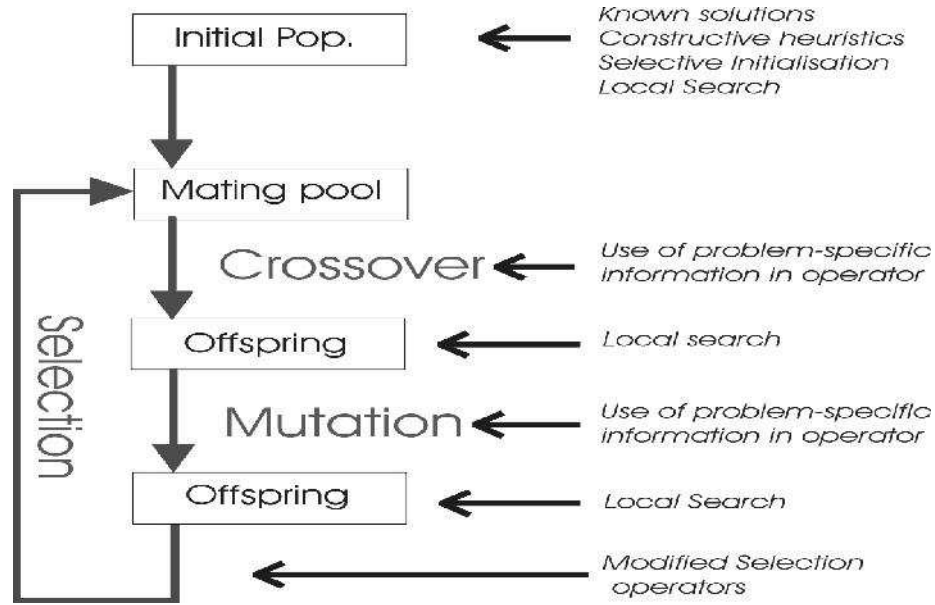 Initial Pop.
Known solutions
Constructive heuristics
Selective Initialisation
Local Search
Mating pool
Crossover
Use of problem-specific
information in operator
Offspring
Local search
Selection
Mutation
Use of problem-specific
information in operator
Offspring
Local Search
Modified Selection
operators